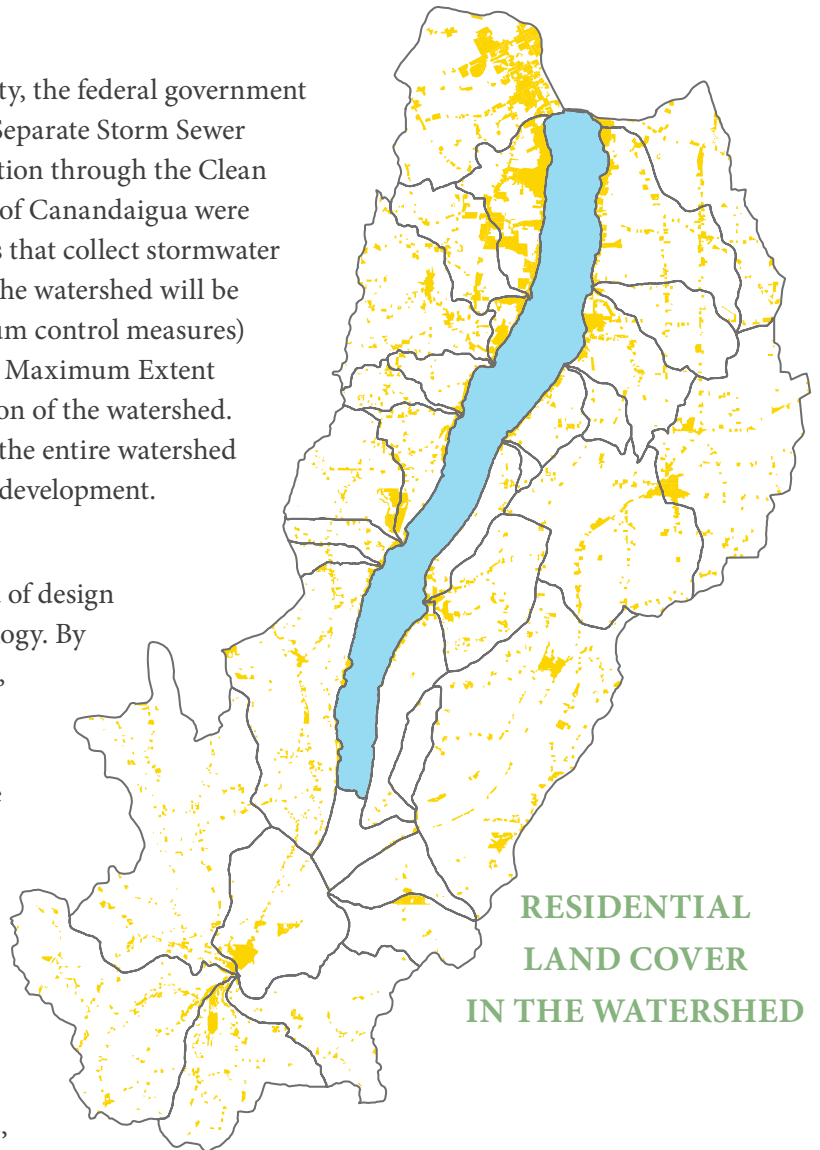 ty, the federal government
Separate Storm Sewer
tion through the Clean
of Canandaigua were
s that collect stormwater
he watershed will be
um control measures)
Maximum Extent
on of the watershed.
the entire watershed
development.
of design
ogy. By
,
RESIDENTIAL
LAND COVER
IN THE WATERSHED
,